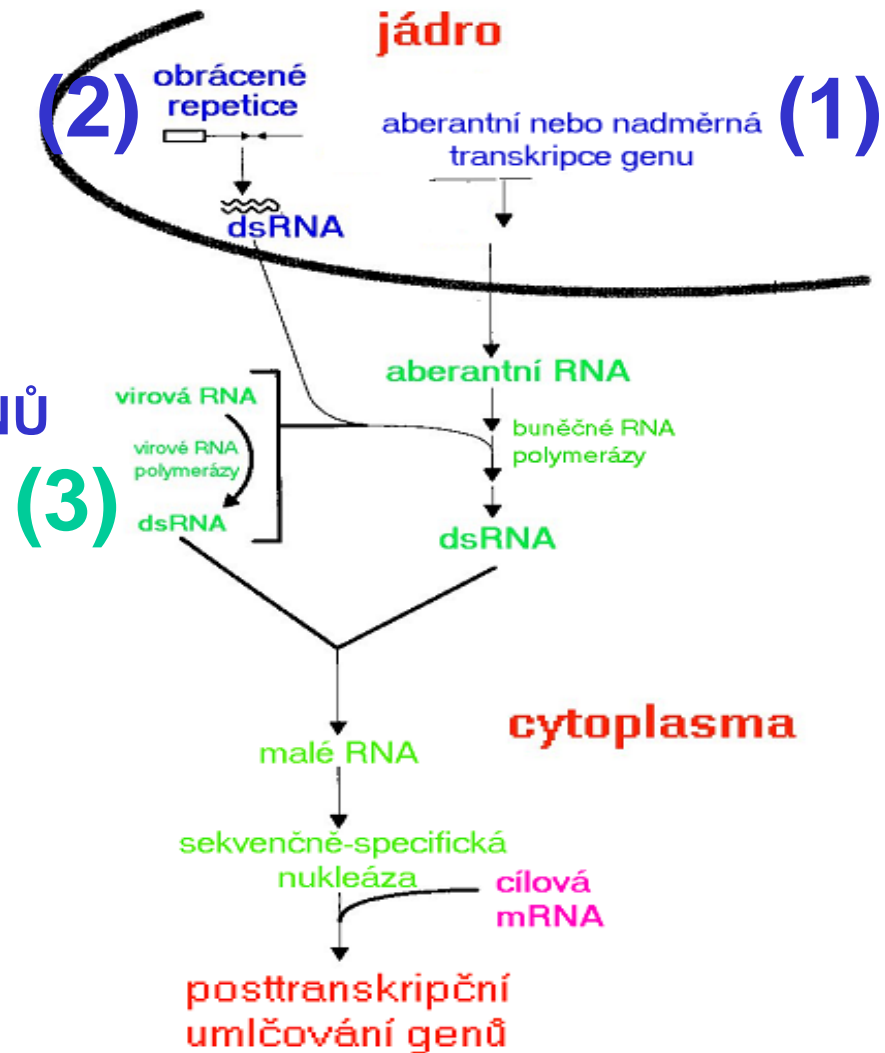 jádro
(2)
obrácené
repetice
(1)
aberantní nebo nadměrná
transkripce genu
dsRNA
aberantní RNA
NŮ
virová RNA
buněčné RNA
polymerázy
virové RNA
polymerázy
(3)
dsRNA
dsRNA
cytoplasma
malé RNA
sekvenčně-specifická
nukleáza
cílová
mRNA
posttranskripční
umlčování genů